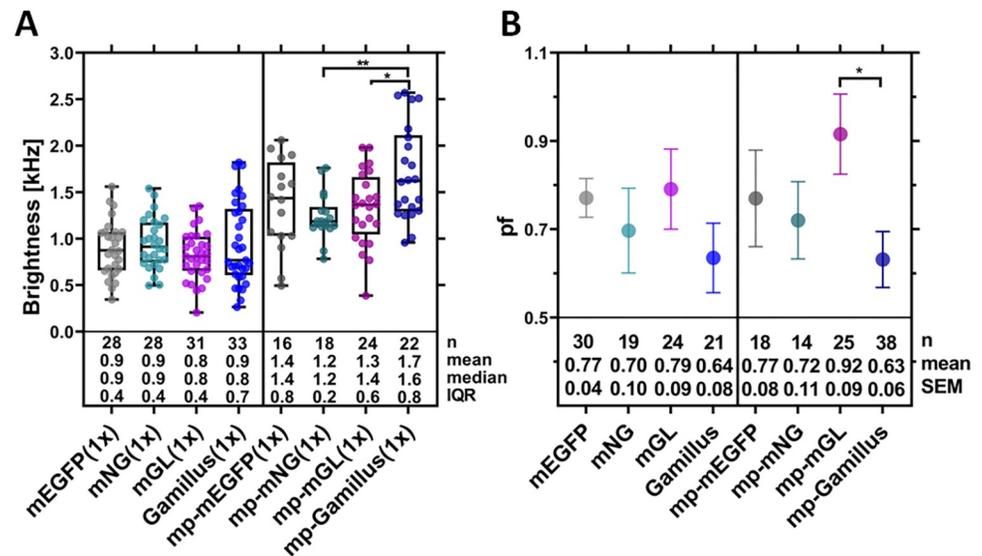 A
Brightness [kHz]
3.0
2.5
2.0
1.5
1.0
0.5
0.0
**
*
28 28 31 33 16 18 24 22 n
0.9 0.9 0.8 0.9 1.4 1.2 1.3 1.7 mean
0.9 0.9 0.8 0.8 1.4 1.2 1.4 1.6 median
0.4 0.4 0.4 0.7 0.8 0.2 0.6 0.8 IQR
mEGFP(1x)
mNG(1x)
mGL(1x)
Gamillus(1x)
mp-mEGFP(1x)
mp-mNG(1x)
mp-mGL(1x)
mp-Gamillus(1x)
B
pf
1.1
0.9
0.7
0.5
*
30 19 24 21 18 14 25 38 n
0.77 0.70 0.79 0.64 0.77 0.72 0.92 0.63 mean
0.04 0.10 0.09 0.08 0.08 0.11 0.09 0.06 SEM
mEGFP
mNG
mGL
Gamillus
mp-mEGFP
mp-mNG
mp-mGL
mp-Gamillus